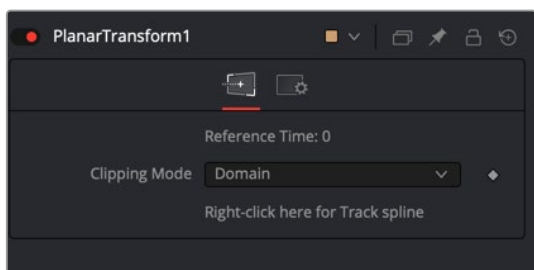 PlanarTransform1
Reference Time: 0
Clipping Mode Domain
Right-click here for Track spline